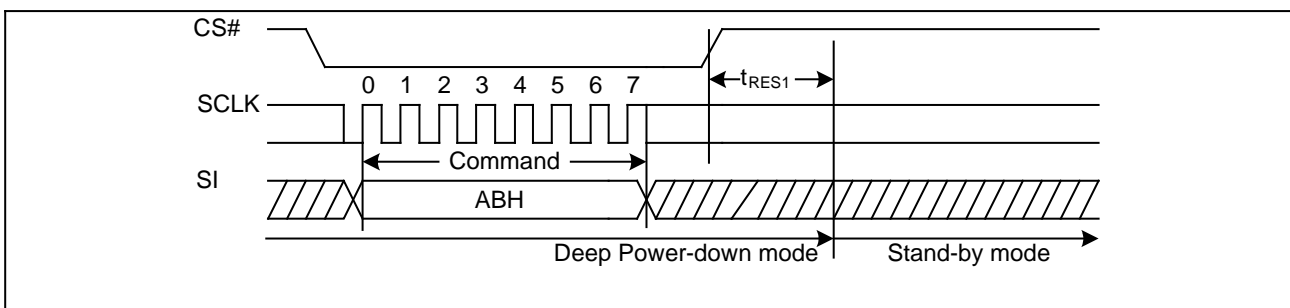 CS#
tRES1
0 1 2 3 4 5 6 7
SCLK
Command
SI
ABH
Deep Power-down mode Stand-by mode